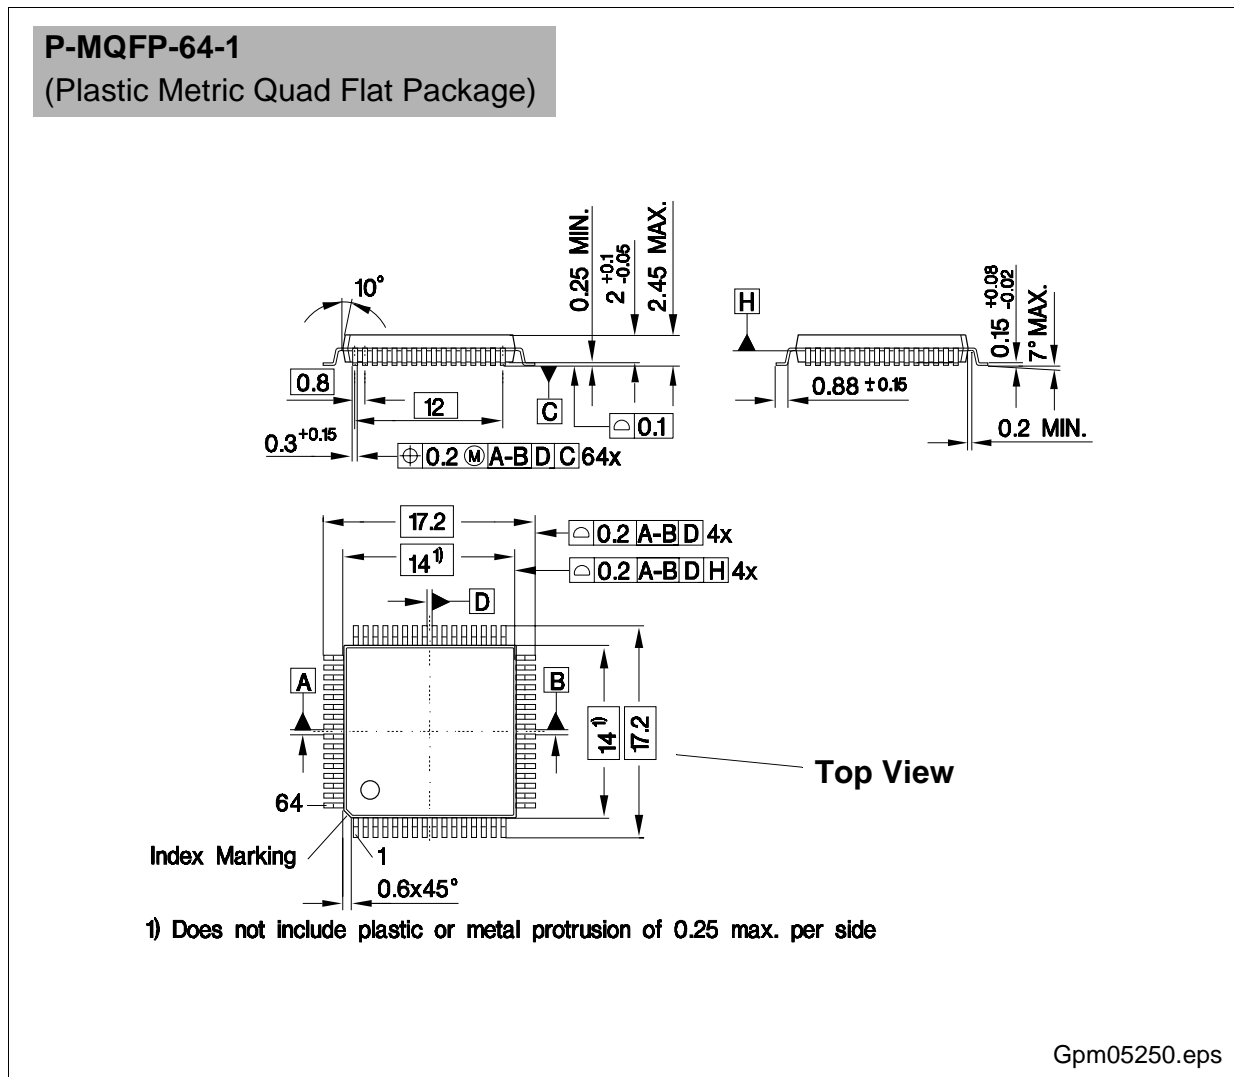 P-MQFP-64-1
(Plastic Metric Quad Flat Package)
0.25 MIN.
2 +0.1 -0.05
2.45 MAX.
10°
H
0.15 +0.08 -0.02
7° MAX.
0.8
12
C
0.1
0.88 ±0.15
0.3+0.15
0.2 MIN.
0.2 Ⓜ A-B D C 64x
17.2
0.2 A-B D 4x
14 1)
0.2 A-B D H 4x
D
A
B
14 1)
17.2
Top View
64
Index Marking
1
0.6x45°
1) Does not include plastic or metal protrusion of 0.25 max. per side
Gpm05250.eps